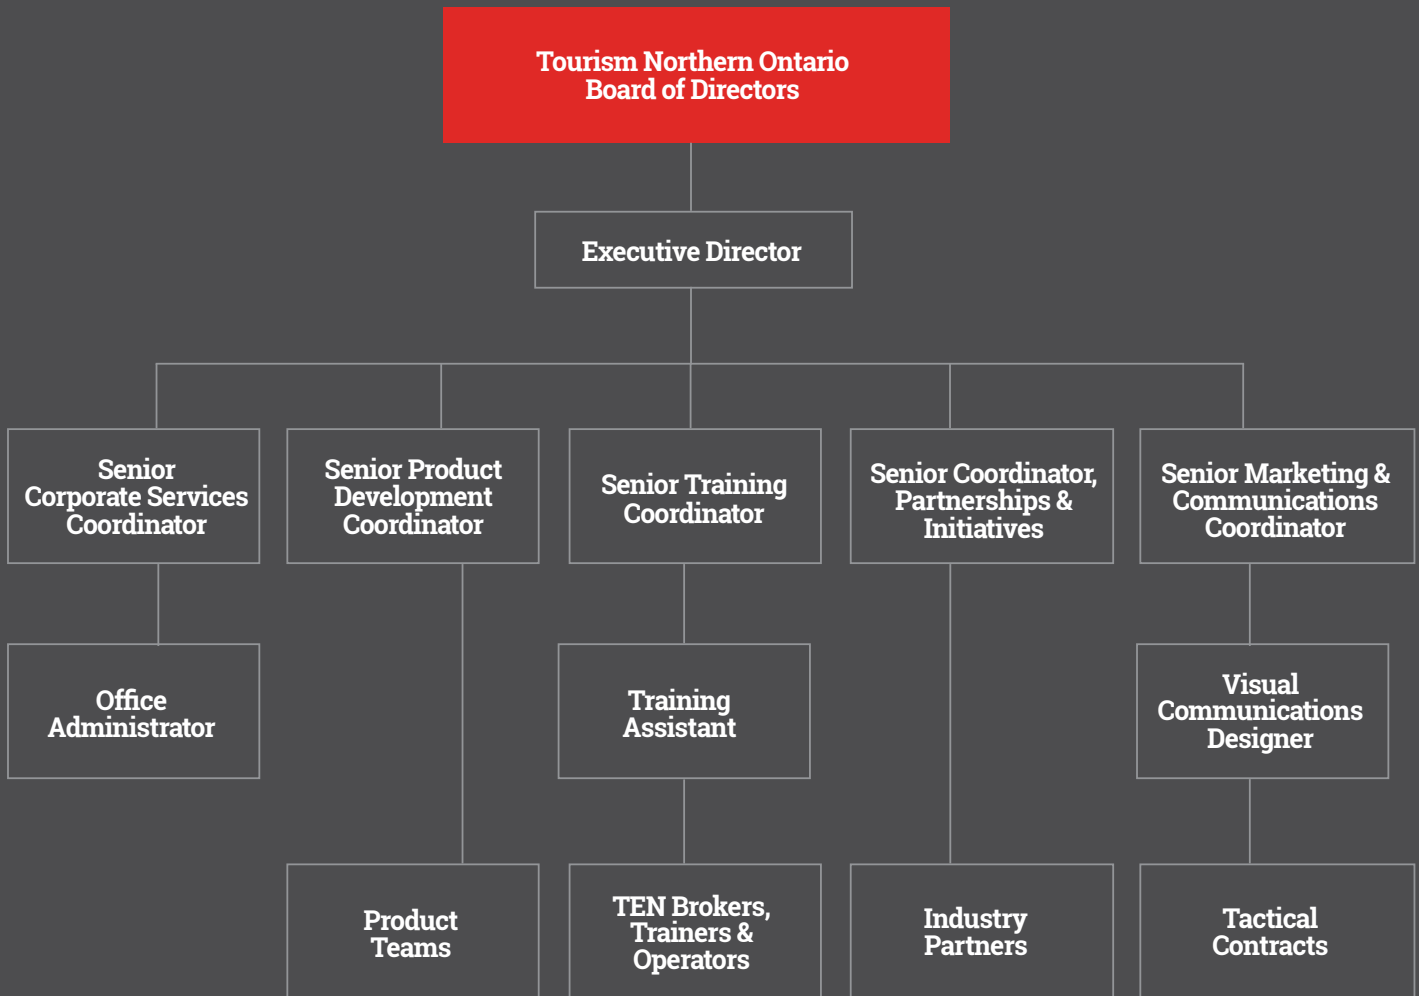 Tourism Northern Ontario
Board of Directors
Executive Director
Senior
Corporate Services
Coordinator
Senior Product
Development
Coordinator
Senior Training
Coordinator
Senior Coordinator,
Partnerships &
Initiatives
Senior Marketing &
Communications
Coordinator
Office
Administrator
Training
Assistant
Visual
Communications
Designer
Product
Teams
TEN Brokers,
Trainers &
Operators
Industry
Partners
Tactical
Contracts